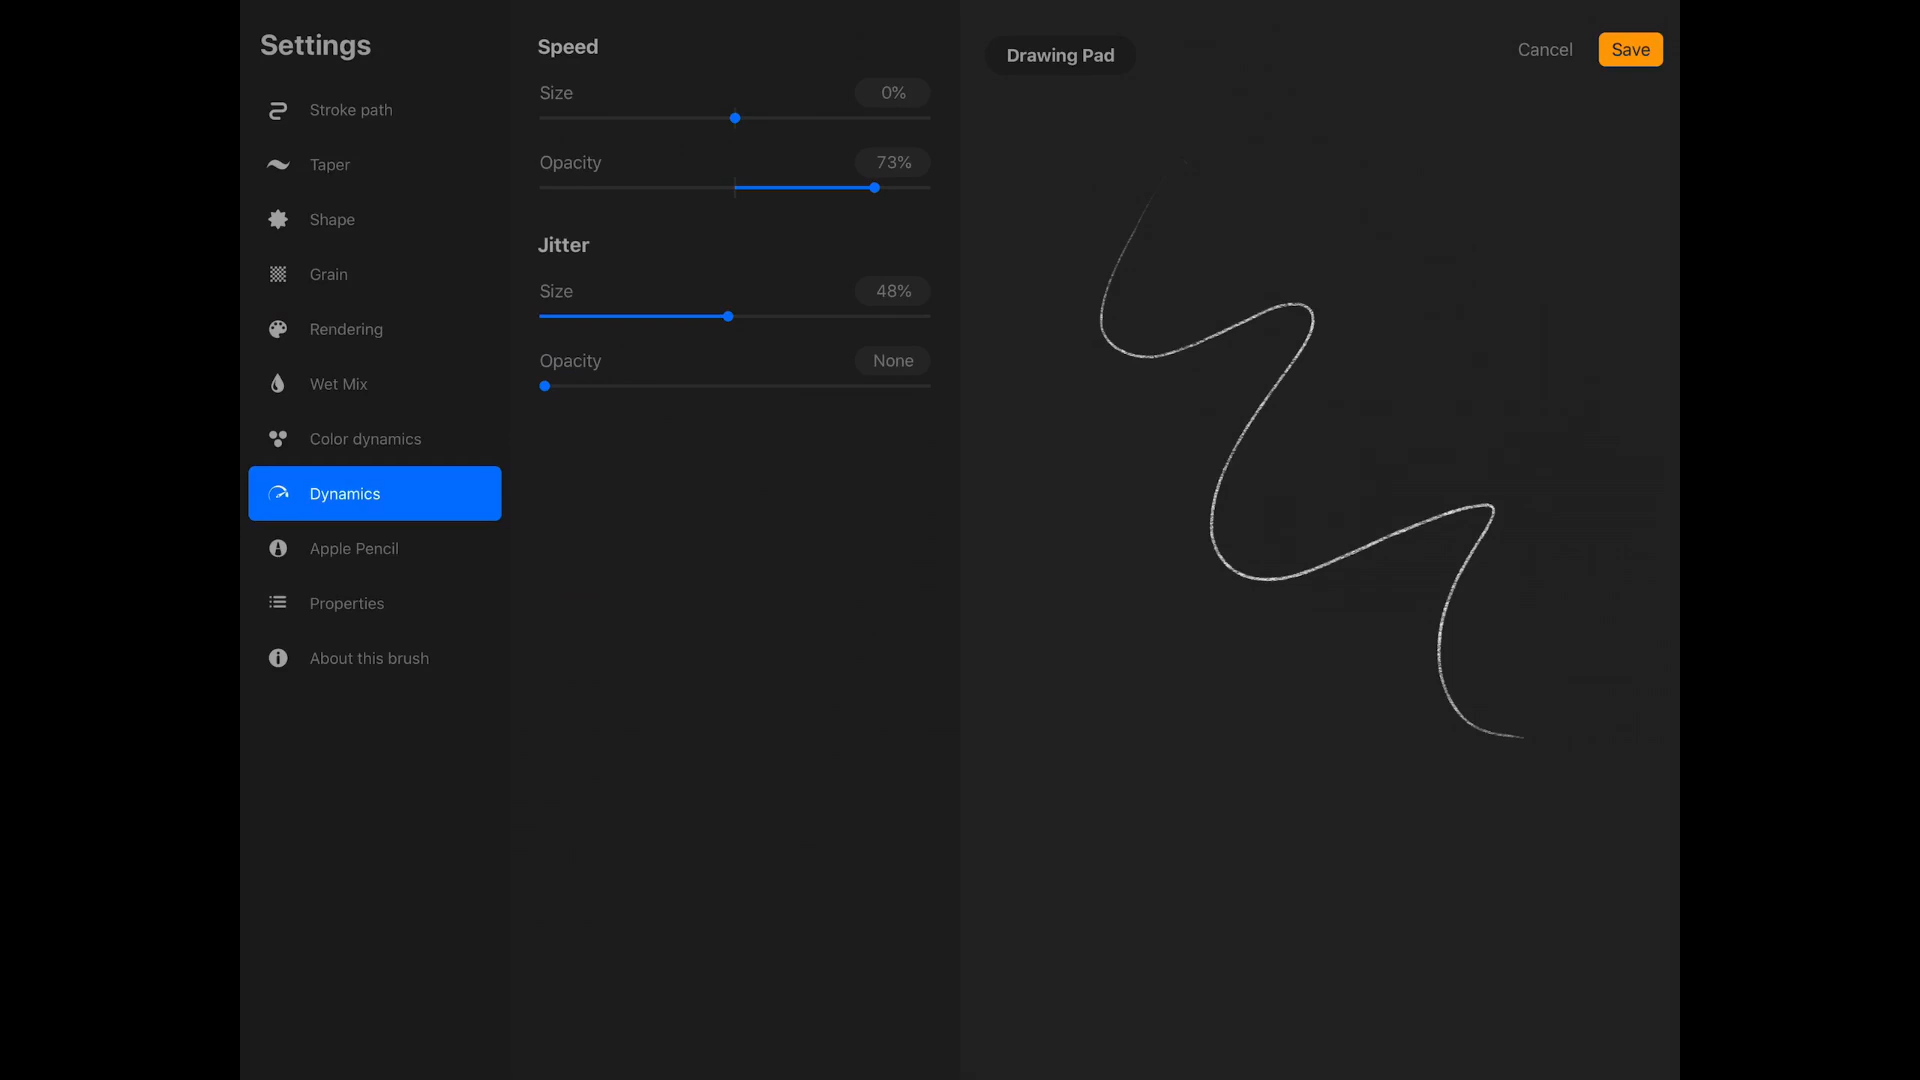 Settings
Stroke path
Taper
Shape
Grain
Rendering
Wet Mix
Color dynamics
Dynamics
Apple Pencil
Properties
About this brush
Speed
Size 0%
Opacity 73%
Jitter
Size 48%
Opacity None
Drawing Pad
Cancel
Save